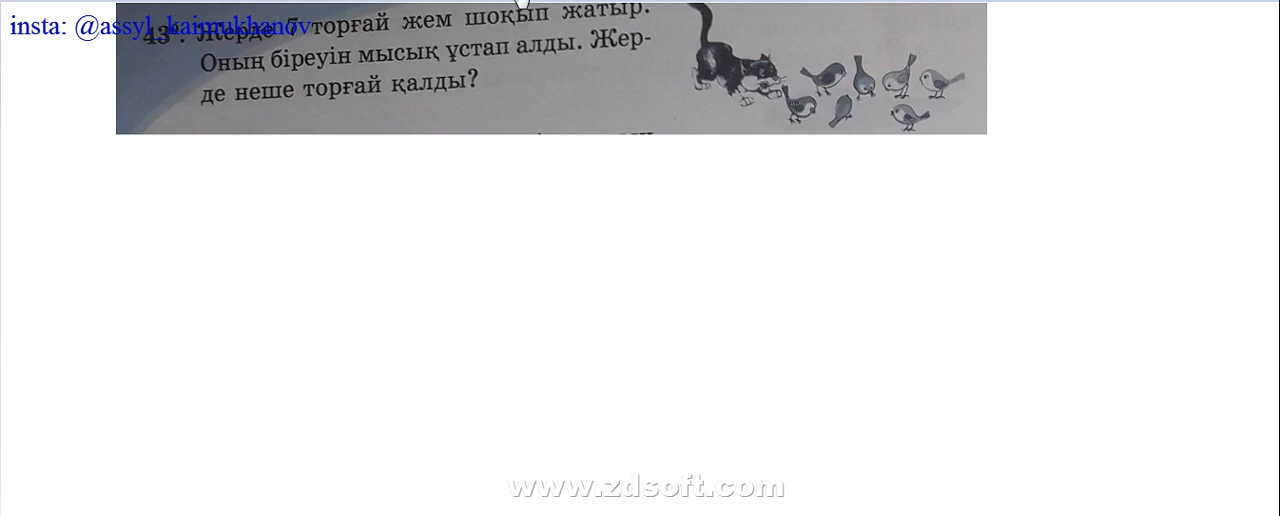 insta: @assyl_kaimukhanov
43°. Жерде 7 торғай жем шоқып жатыр.
Оның біреуін мысық ұстап алды. Жер-
де неше торғай қалды?
www.zdsoft.com